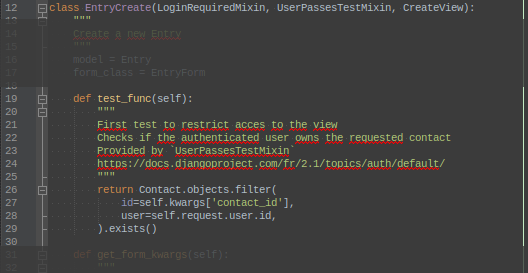 12 class EntryCreate(LoginRequiredMixin, UserPassesTestMixin, CreateView):
13 """
14 Create a new Entry
15 """
16 model = Entry
17 form_class = EntryForm
18
19 def test_func(self):
20 """
21 First test to restrict acces to the view
22 Checks if the authenticated user owns the requested contact
23 Provided by `UserPassesTestMixin`
24 https://docs.djangoproject.com/fr/2.1/topics/auth/default/
25 """
26 return Contact.objects.filter(
27 id=self.kwargs['contact_id'],
28 user=self.request.user.id,
29 ).exists()
30
31 def get_form_kwargs(self):
32 """